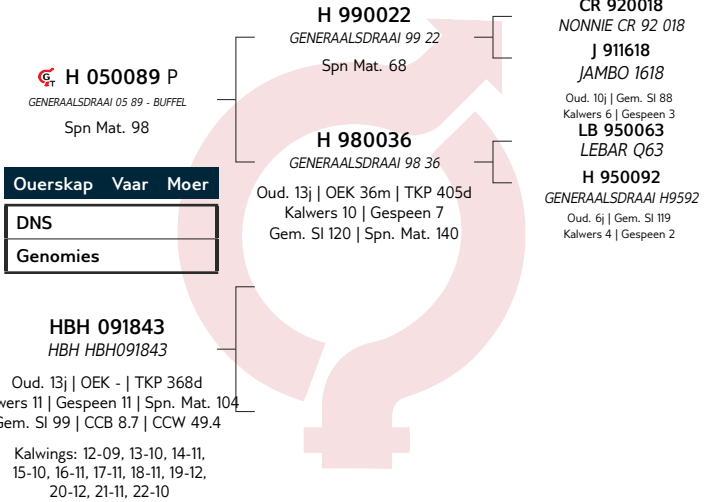 H 050089 P
GENERAALSDRAAI 05 89 - BUFFEL
Spn Mat. 98
H 990022
GENERAALSDRAAI 99 22
Spn Mat. 68
CR 920018
NONNIE CR 92 018
J 911618
JAMBO 1618
Oud. 10j | Gem. SI 88
Kalwers 6 | Gespeen 3
H 980036
GENERAALSDRAAI 98 36
Oud. 13j | OEK 36m | TKP 405d
Kalwers 10 | Gespeen 7
Gem. SI 120 | Spn. Mat. 140
LB 950063
LEBAR Q63
H 950092
GENERAALSDRAAI H9592
Oud. 6j | Gem. SI 119
Kalwers 4 | Gespeen 2
Ouerskap Vaar Moer
DNS
Genomies
HBH 091843
HBH HBH091843
Oud. 13j | OEK - | TKP 368d
wers 11 | Gespeen 11 | Spn. Mat. 104
Gem. SI 99 | CCB 8.7 | CCW 49.4
Kalwings: 12-09, 13-10, 14-11,
15-10, 16-11, 17-11, 18-11, 19-12,
20-12, 21-11, 22-10